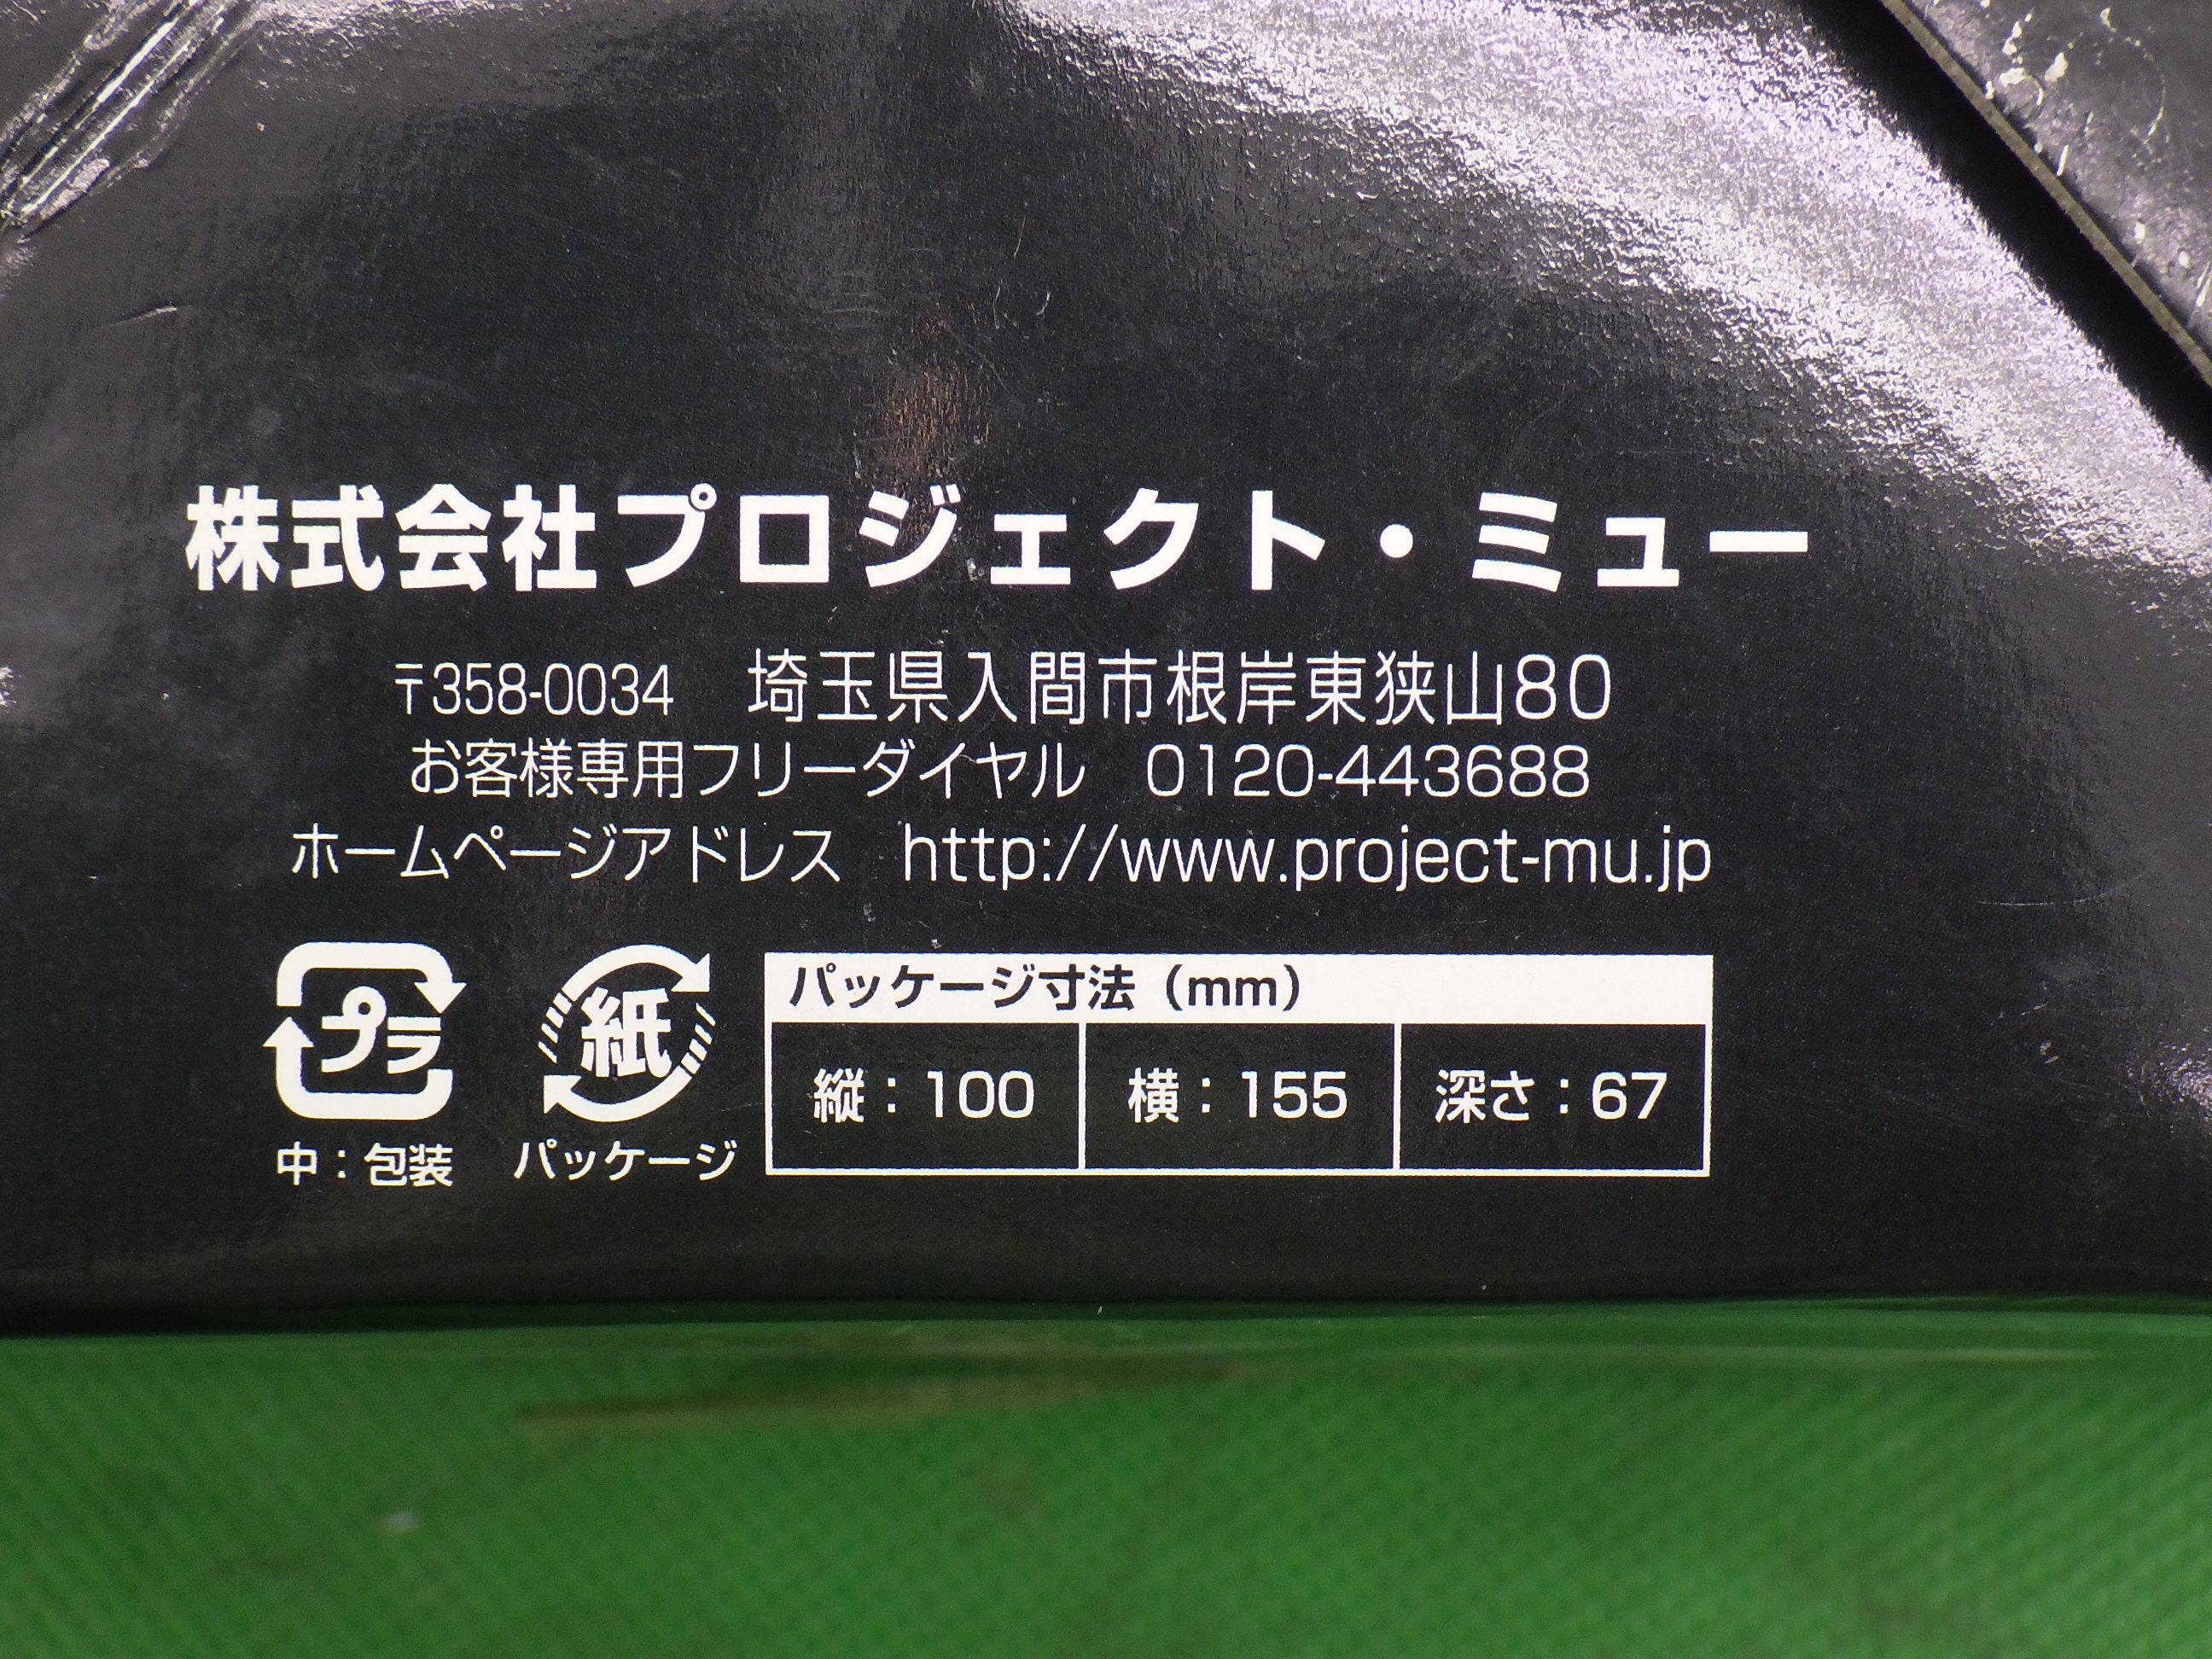 株式会社プロジェクト・ミュー
〒358-0034 埼玉県入間市根岸東狭山80
お客様専用フリーダイヤル 0120-443688
ホームページアドレス http://www.project-mu.jp
プラ
紙
パッケージ寸法（mm）
縦：100 横：155 深さ：67
中：包装 パッケージ